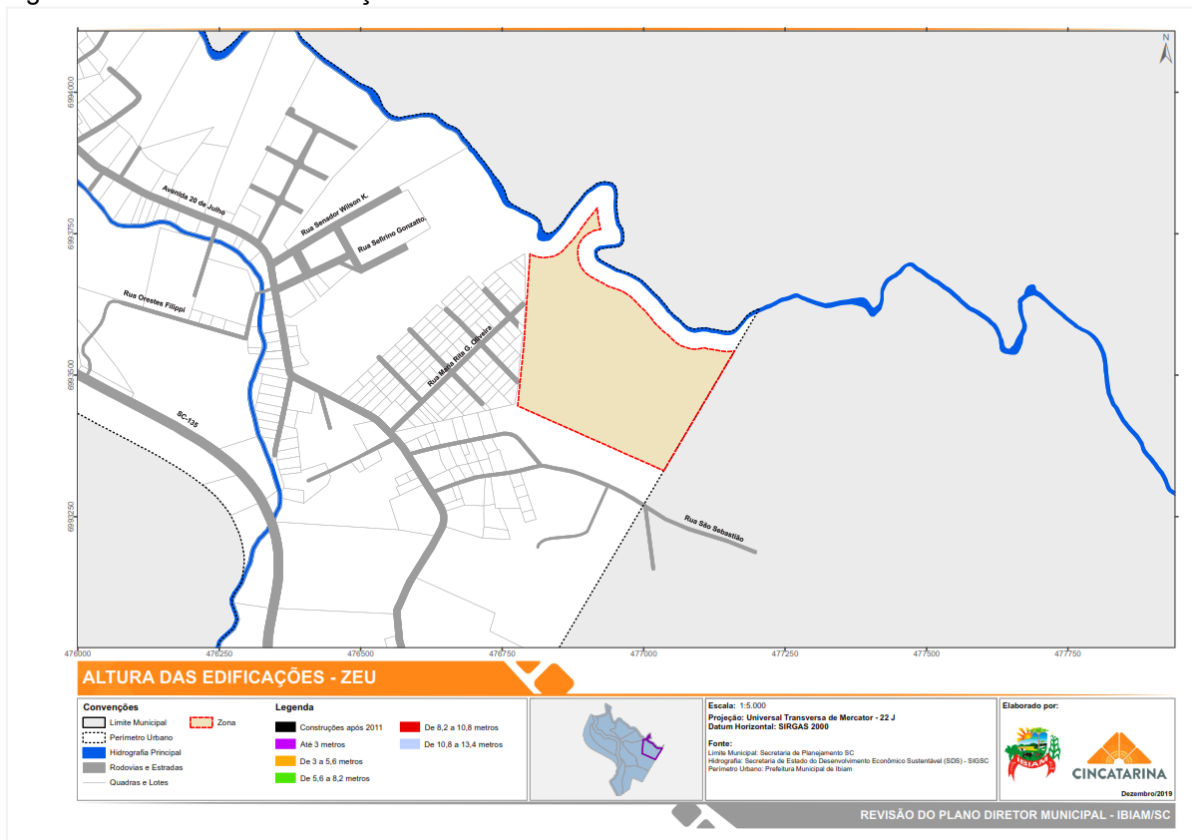 N
6994000
6993750
6993500
6993250
Avenida 20 de Julho
Rua Senador Wilson K.
Rua Sefirino Gonzatto.
Rua Orestes Filippi
Rua Maria Rita G. Oliveira
SC-135
Rua São Sebastião
476000 476250 476500 476750 477000 477250 477500 477750
ALTURA DAS EDIFICAÇÕES - ZEU
Convenções
Limite Municipal
Zona
Perímetro Urbano
Hidrografia Principal
Rodovias e Estradas
Quadras e Lotes
Legenda
Construções após 2011
De 8,2 a 10,8 metros
Até 3 metros
De 10,8 a 13,4 metros
De 3 a 5,6 metros
De 5,6 a 8,2 metros
Escala: 1:5.000
Projeção: Universal Transversa de Mercator - 22 J
Datum Horizontal: SIRGAS 2000
Fonte:
Limite Municipal: Secretaria de Planejamento SC
Hidrografia: Secretaria de Estado do Desenvolvimento Econômico Sustentável (SDS) - SIGSC
Perímetro Urbano: Prefeitura Municipal de Ibiam
Elaborado por:
IBIAM
CINCATARINA
Dezembro/2019
REVISÃO DO PLANO DIRETOR MUNICIPAL - IBIAM/SC